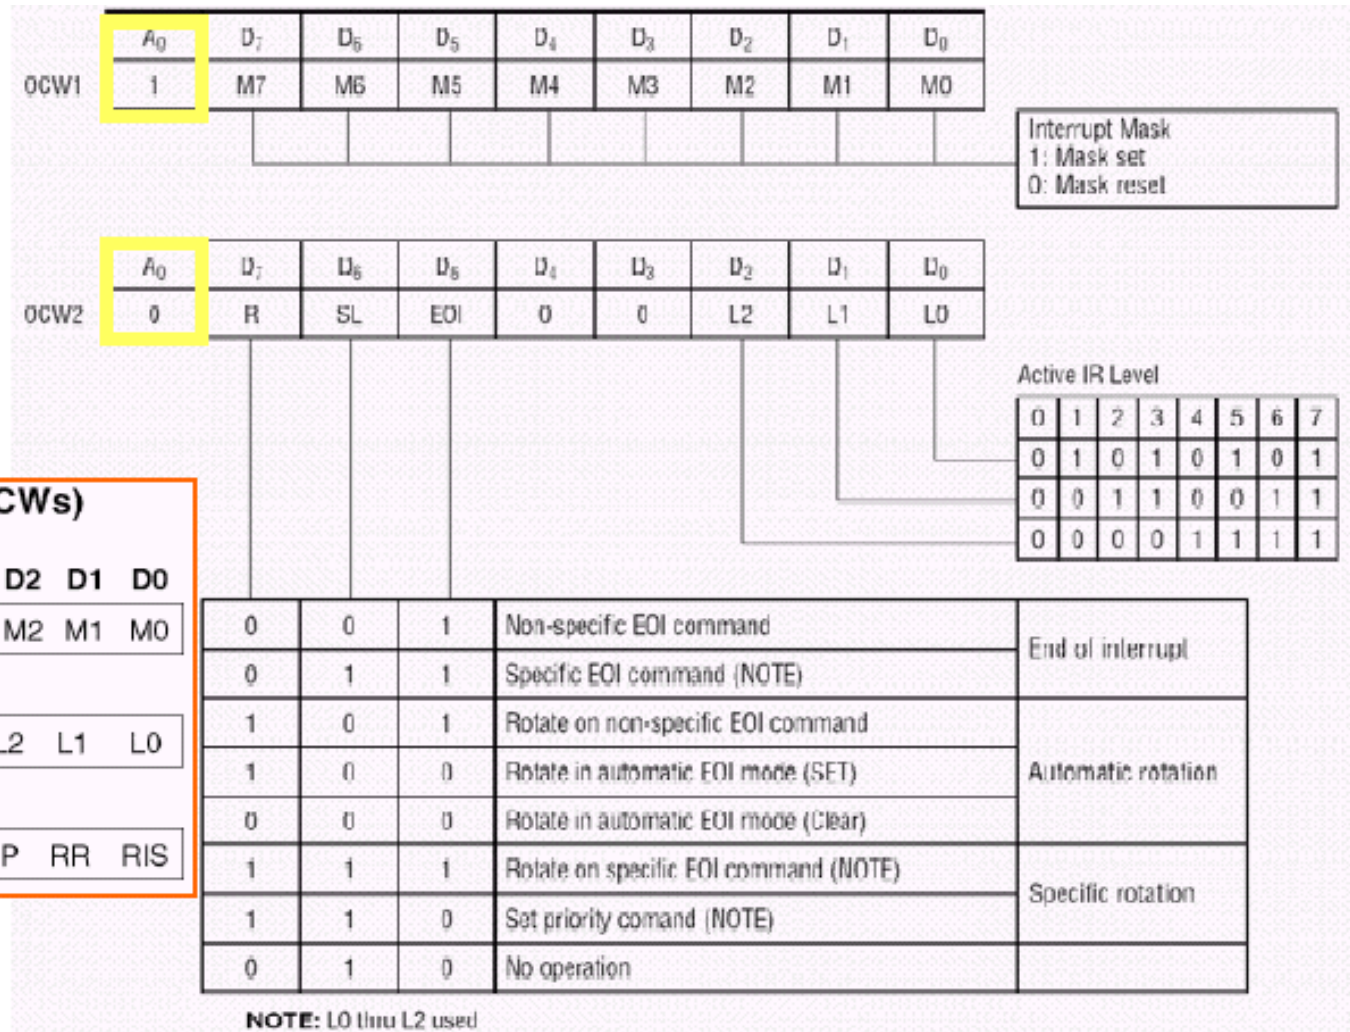 A0 D7 D6 D5 D4 D3 D2 D1 D0
OCW1 1 M7 M6 M5 M4 M3 M2 M1 M0
Interrupt Mask
1: Mask set
0: Mask reset
A0 D7 D6 D6 D4 D3 D2 D1 D0
OCW2 0 R SL EOI 0 0 L2 L1 L0
Active IR Level
0 1 2 3 4 5 6 7
0 1 0 1 0 1 0 1
0 0 1 1 0 0 1 1
0 0 0 0 1 1 1 1
CWs)
D2 D1 D0
M2 M1 M0
L2 L1 L0
P RR RIS
0 0 1 Non-specific EOI command
End of interrupt
0 1 1 Specific EOI command (NOTE)
1 0 1 Rotate on non-specific EOI command
1 0 0 Rotate in automatic EOI mode (SET)
Automatic rotation
0 0 0 Rotate in automatic EOI mode (Clear)
1 1 1 Rotate on specific EOI command (NOTE)
Specific rotation
1 1 0 Set priority comand (NOTE)
0 1 0 No operation
NOTE: L0 thru L2 used